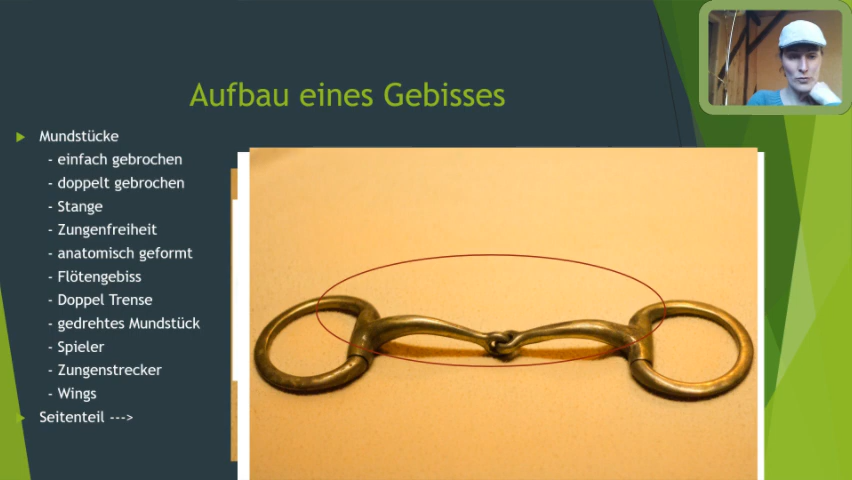 Aufbau eines Gebisses
Mundstücke
- einfach gebrochen
- doppelt gebrochen
- Stange
- Zungenfreiheit
- anatomisch geformt
- Flötengebiss
- Doppel Trense
- gedrehtes Mundstück
- Spieler
- Zungenstrecker
- Wings
Seitenteil --->